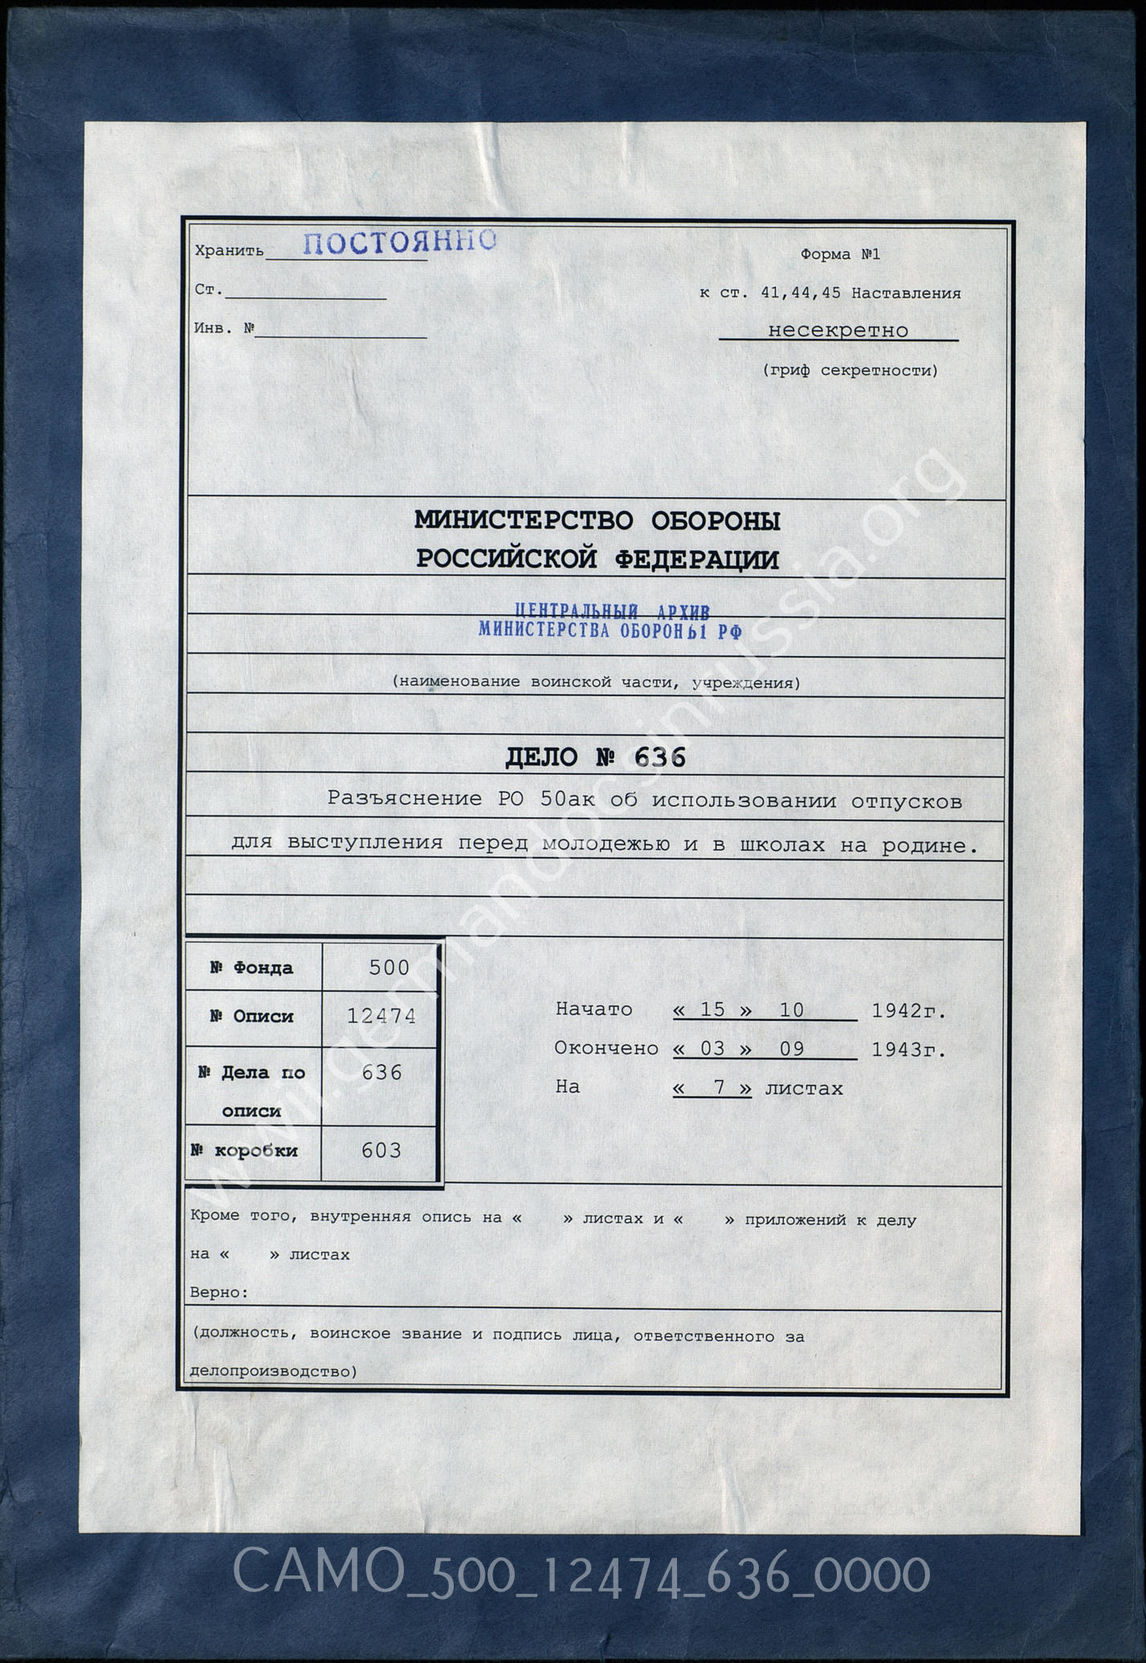 Хранить ПОСТОЯННО
Форма №1
Ст.
к ст. 41,44,45 Наставления
Инв. №
несекретно
(гриф секретности)
МИНИСТЕРСТВО ОБОРОНЫ
РОССИЙСКОЙ ФЕДЕРАЦИИ
ЦЕНТРАЛЬНЫЙ АРХИВ
МИНИСТЕРСТВА ОБОРОНЫ РФ
(наименование воинской части, учреждения)
ДЕЛО № 636
Разъяснение РО 50ак об использовании отпусков
для выступления перед молодежью и в школах на родине.
№ Фонда 500
№ Описи 12474
№ Дела по 636
описи
№ коробки 603
Начато « 15 » 10 1942г.
Окончено « 03 » 09 1943г.
На « 7 » листах
Кроме того, внутренняя опись на « » листах и « » приложений к делу
на « » листах
Верно:
(должность, воинское звание и подпись лица, ответственного за
делопроизводство)
www.germandocsinrussia.org
CAMO_500_12474_636_0000